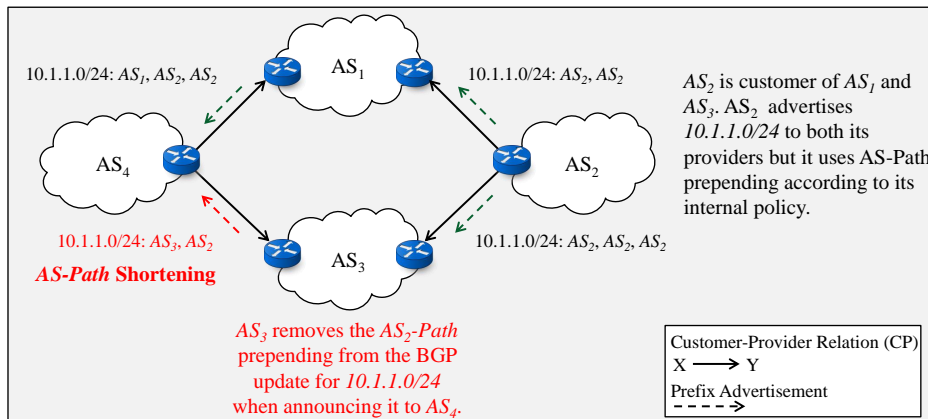 10.1.1.0/24: AS1, AS2, AS2
AS1
10.1.1.0/24: AS2, AS2
AS2 is customer of AS1 and
AS3. AS2 advertises
10.1.1.0/24 to both its
providers but it uses AS-Path
prepending according to its
internal policy.
AS4
AS2
10.1.1.0/24: AS3, AS2
AS-Path Shortening
AS3
10.1.1.0/24: AS2, AS2, AS2
AS3 removes the AS2-Path
prepending from the BGP
update for 10.1.1.0/24
when announcing it to AS4.
Customer-Provider Relation (CP)
X Y
Prefix Advertisement